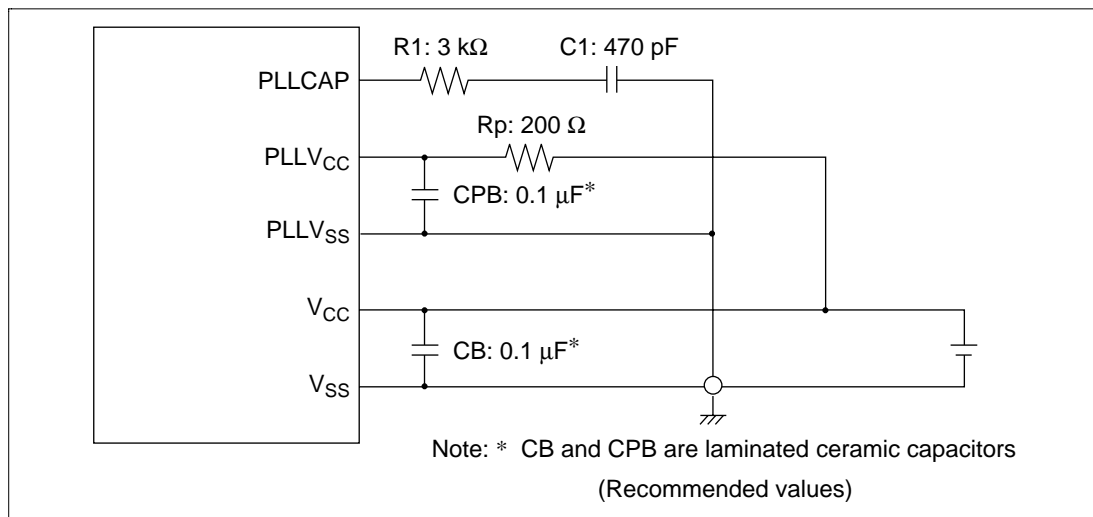 R1: 3 kΩ
C1: 470 pF
PLLCAP
Rp: 200 Ω
PLLVCC
CPB: 0.1 μF*
PLLVSS
VCC
CB: 0.1 μF*
VSS
Note: * CB and CPB are laminated ceramic capacitors
(Recommended values)